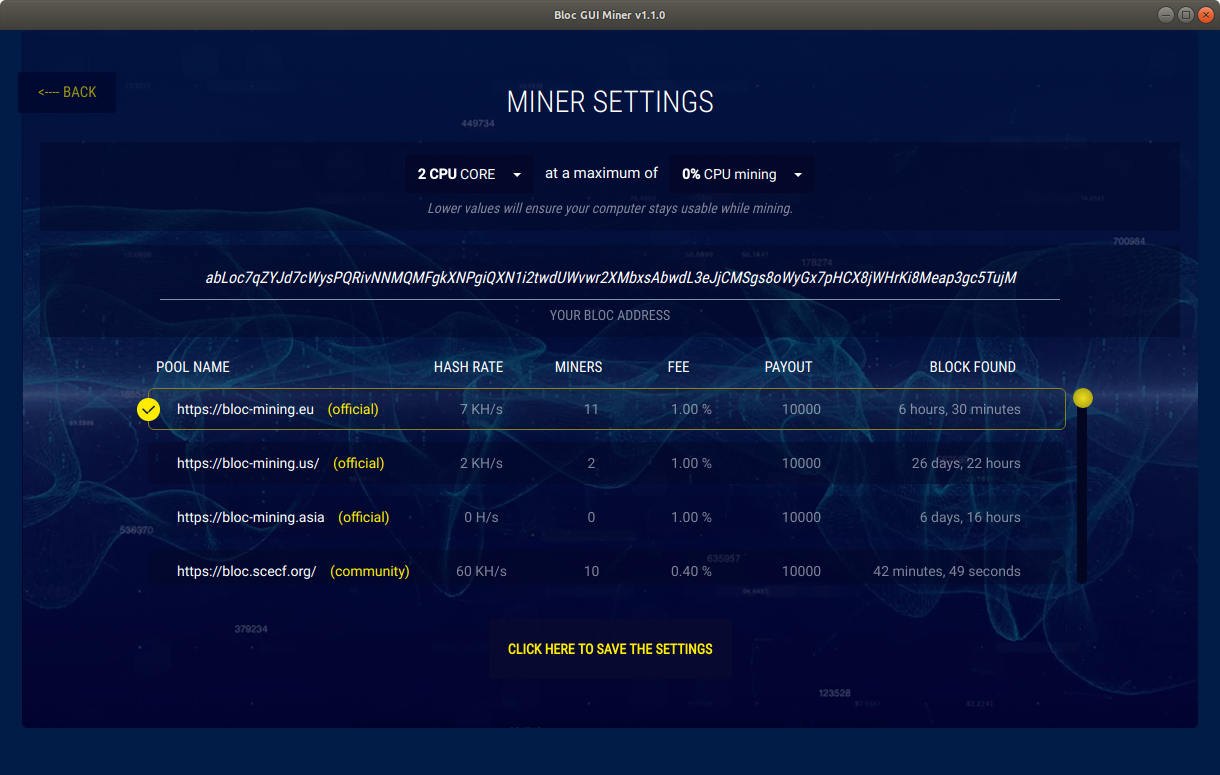 Bloc GUI Miner v1.1.0
<---- BACK
MINER SETTINGS
449734
2 CPU CORE at a maximum of 0% CPU mining
Lower values will ensure your computer stays usable while mining.
700984
178274
abLoc7qZYJd7cWysPQRivNNMQMFgkXNPgiQXN1i2twdUWvwr2XMbxsAbwdL3eJjCMSgs8oWyGx7pHCX8jWHrKi8Meap3gc5TujM
YOUR BLOC ADDRESS
POOL NAME HASH RATE MINERS FEE PAYOUT BLOCK FOUND
https://bloc-mining.eu (official) 7 KH/s 11 1.00 % 10000 6 hours, 30 minutes
https://bloc-mining.us/ (official) 2 KH/s 2 1.00 % 10000 26 days, 22 hours
https://bloc-mining.asia (official) 0 H/s 0 1.00 % 10000 6 days, 16 hours
536370
635957
https://bloc.scecf.org/ (community) 60 KH/s 10 0.40 % 10000 42 minutes, 49 seconds
379234
CLICK HERE TO SAVE THE SETTINGS
123528